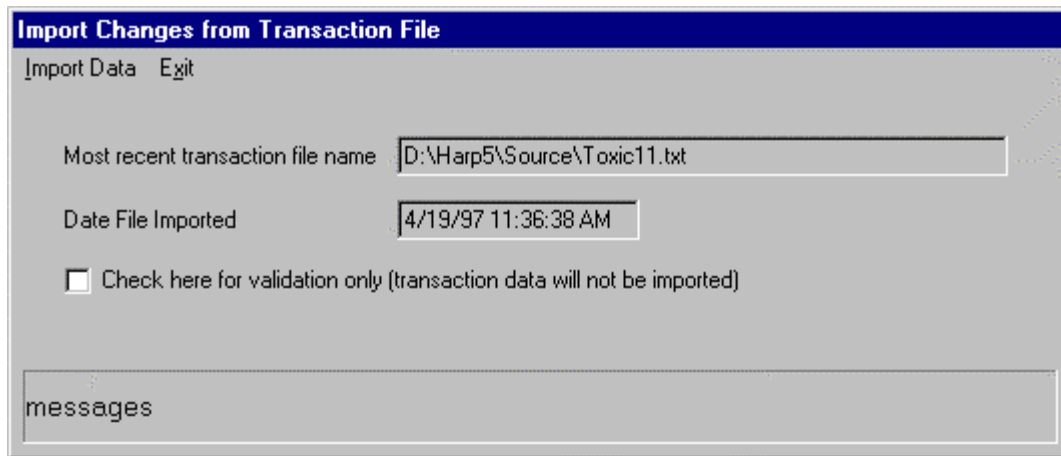 Import Changes from Transaction File
Import Data Exit
Most recent transaction file name D:\Harp5\Source\Toxic11.txt
Date File Imported 4/19/97 11:36:38 AM
Check here for validation only (transaction data will not be imported)
messages